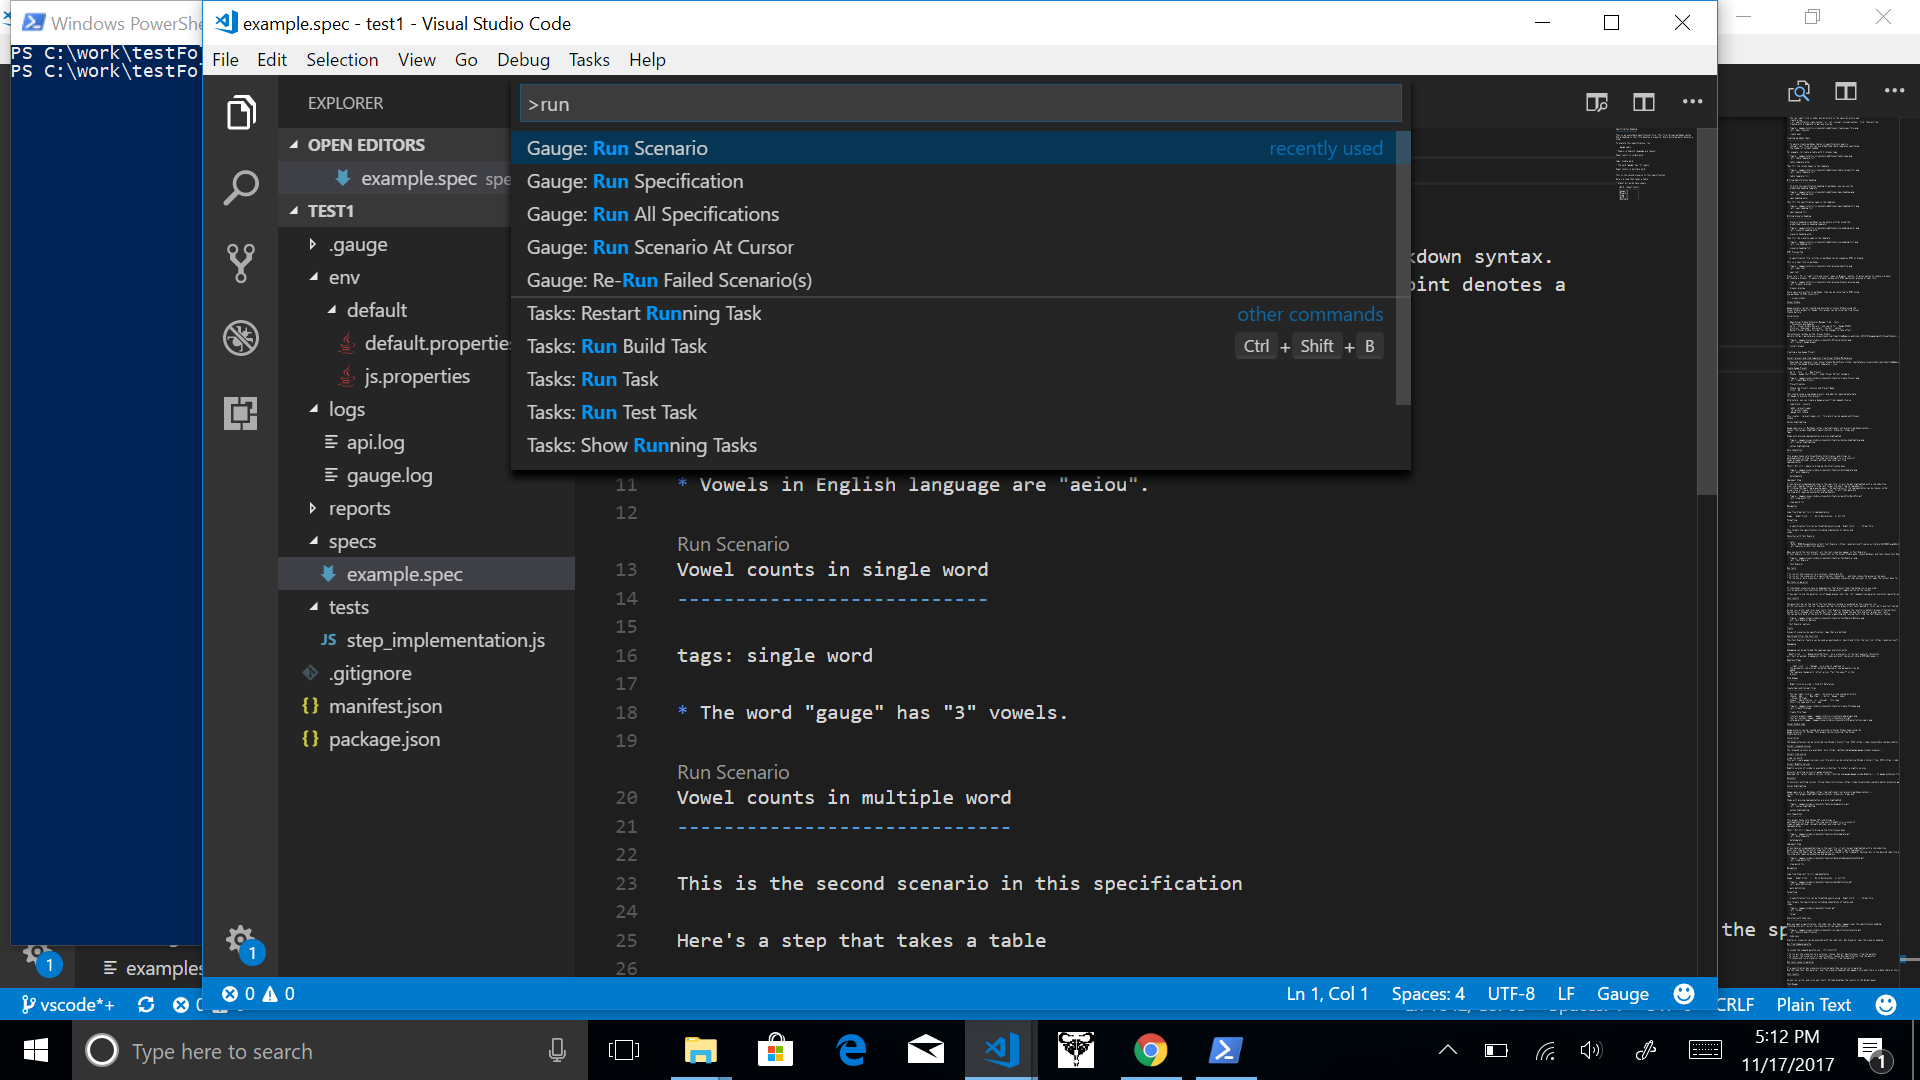 Windows PowerShe
example.spec - test1 - Visual Studio Code
PS C:\work\testFo
PS C:\work\testFo
File Edit Selection View Go Debug Tasks Help
EXPLORER
>run
OPEN EDITORS
example.spec spe
TEST1
.gauge
env
default
default.properties
js.properties
logs
api.log
gauge.log
reports
specs
example.spec
tests
JS step_implementation.js
.gitignore
{} manifest.json
{} package.json
Gauge: Run Scenario recently used
Gauge: Run Specification
Gauge: Run All Specifications
Gauge: Run Scenario At Cursor
Gauge: Re-Run Failed Scenario(s)
Tasks: Restart Running Task other commands
Tasks: Run Build Task Ctrl + Shift + B
Tasks: Run Task
Tasks: Run Test Task
Tasks: Show Running Tasks
kdown syntax.
oint denotes a
11 * Vowels in English language are "aeiou".
12
Run Scenario
13 Vowel counts in single word
14 ---------------------------
15
16 tags: single word
17
18 * The word "gauge" has "3" vowels.
19
Run Scenario
20 Vowel counts in multiple word
21 -----------------------------
22
23 This is the second scenario in this specification
24
25 Here's a step that takes a table
26
the sp
1
1
examples
0 0
Ln 1, Col 1 Spaces: 4 UTF-8 LF Gauge
vscode*+ 0
CRLF Plain Text
Type here to search
5:12 PM
11/17/2017
1